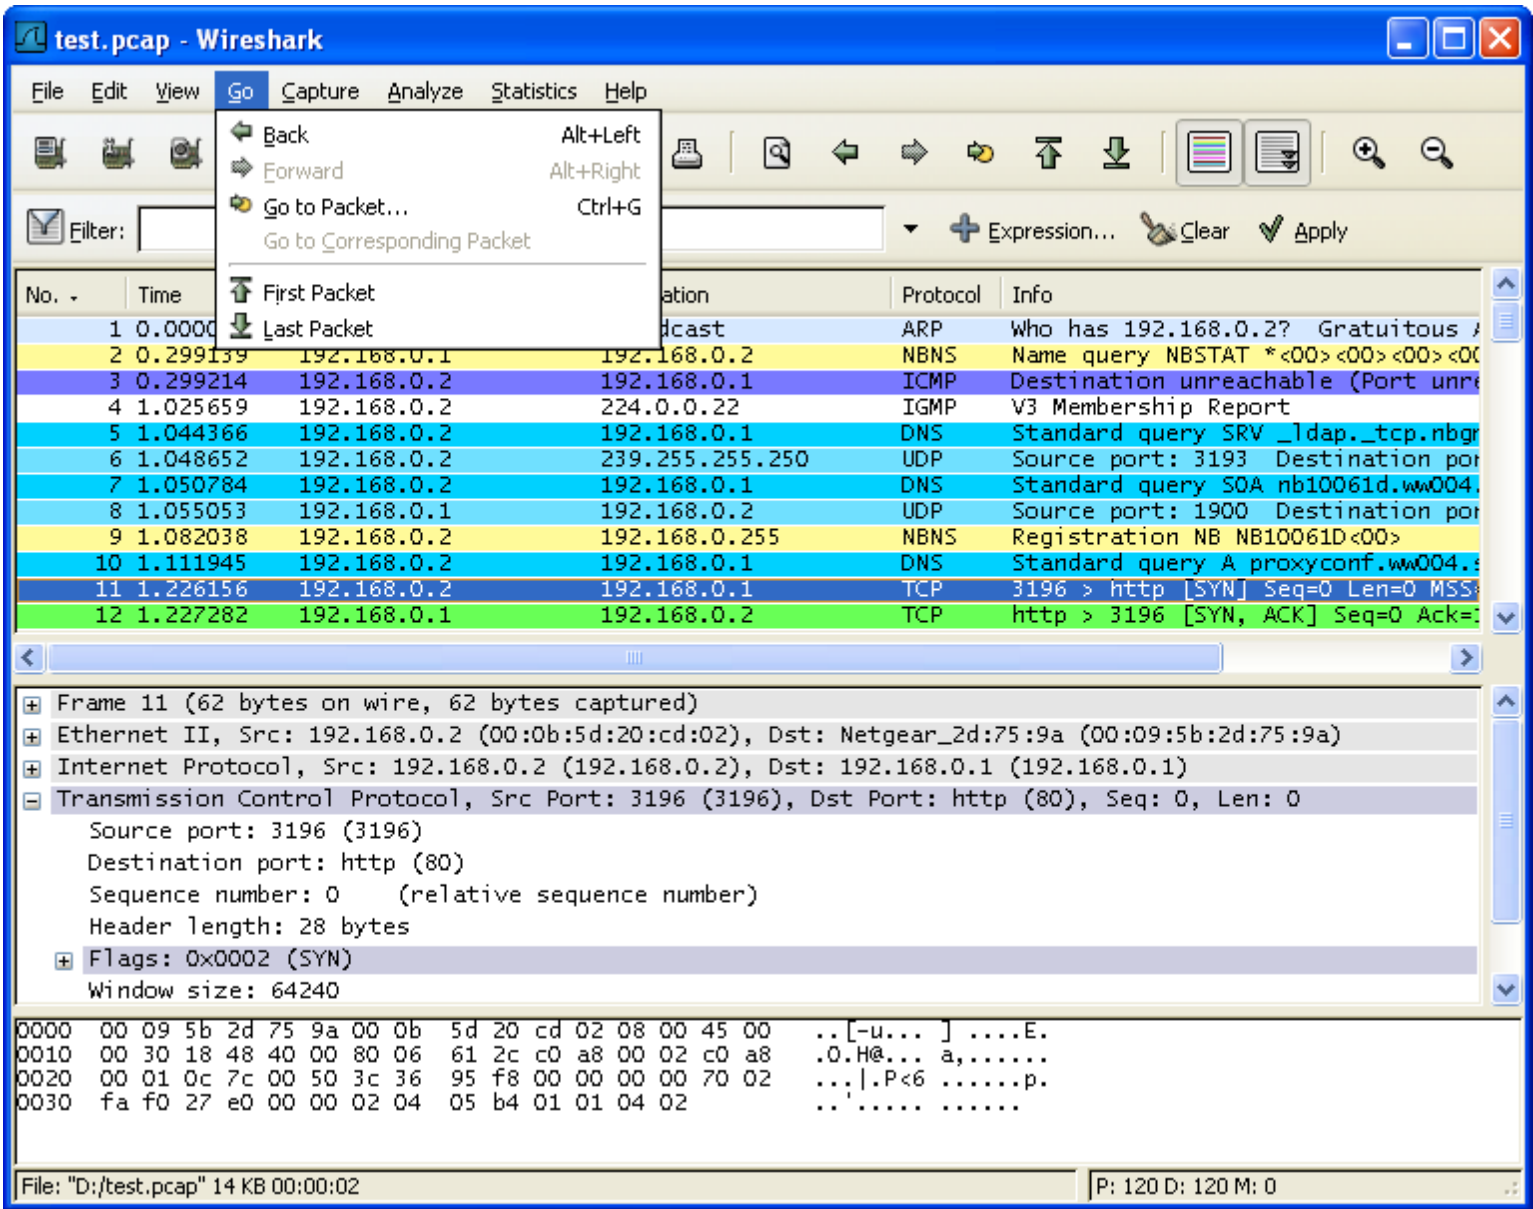 test.pcap - Wireshark
File Edit View Go Capture Analyze Statistics Help
Back Alt+Left
Forward Alt+Right
Go to Packet... Ctrl+G
Go to Corresponding Packet
First Packet
Last Packet
Filter: Expression... Clear Apply
No. Time ation Protocol Info
1 0.0000 dcast ARP Who has 192.168.0.2? Gratuitous
2 0.299139 192.168.0.1 192.168.0.2 NBNS Name query NBSTAT *<00><00><00><00
3 0.299214 192.168.0.2 192.168.0.1 ICMP Destination unreachable (Port unre
4 1.025659 192.168.0.2 224.0.0.22 IGMP V3 Membership Report
5 1.044366 192.168.0.2 192.168.0.1 DNS Standard query SRV _ldap._tcp.nbgm
6 1.048652 192.168.0.2 239.255.255.250 UDP Source port: 3193 Destination por
7 1.050784 192.168.0.2 192.168.0.1 DNS Standard query SOA nb10061d.ww004.
8 1.055053 192.168.0.1 192.168.0.2 UDP Source port: 1900 Destination por
9 1.082038 192.168.0.2 192.168.0.255 NBNS Registration NB NB10061D<00>
10 1.111945 192.168.0.2 192.168.0.1 DNS Standard query A proxyconf.ww004.s
11 1.226156 192.168.0.2 192.168.0.1 TCP 3196 > http [SYN] Seq=0 Len=0 MSS=
12 1.227282 192.168.0.1 192.168.0.2 TCP http > 3196 [SYN, ACK] Seq=0 Ack=1
Frame 11 (62 bytes on wire, 62 bytes captured)
Ethernet II, Src: 192.168.0.2 (00:0b:5d:20:cd:02), Dst: Netgear_2d:75:9a (00:09:5b:2d:75:9a)
Internet Protocol, Src: 192.168.0.2 (192.168.0.2), Dst: 192.168.0.1 (192.168.0.1)
Transmission Control Protocol, Src Port: 3196 (3196), Dst Port: http (80), Seq: 0, Len: 0
Source port: 3196 (3196)
Destination port: http (80)
Sequence number: 0 (relative sequence number)
Header length: 28 bytes
Flags: 0x0002 (SYN)
Window size: 64240
0000 00 09 5b 2d 75 9a 00 0b 5d 20 cd 02 08 00 45 00 ..[-u... ] ....E.
0010 00 30 18 48 40 00 80 06 61 2c c0 a8 00 02 c0 a8 .0.H@... a,......
0020 00 01 0c 7c 00 50 3c 36 95 f8 00 00 00 00 70 02 ...|.P<6 ......p.
0030 fa f0 27 e0 00 00 02 04 05 b4 01 01 04 02 ..'..... ......
File: "D:/test.pcap" 14 KB 00:00:02 P: 120 D: 120 M: 0